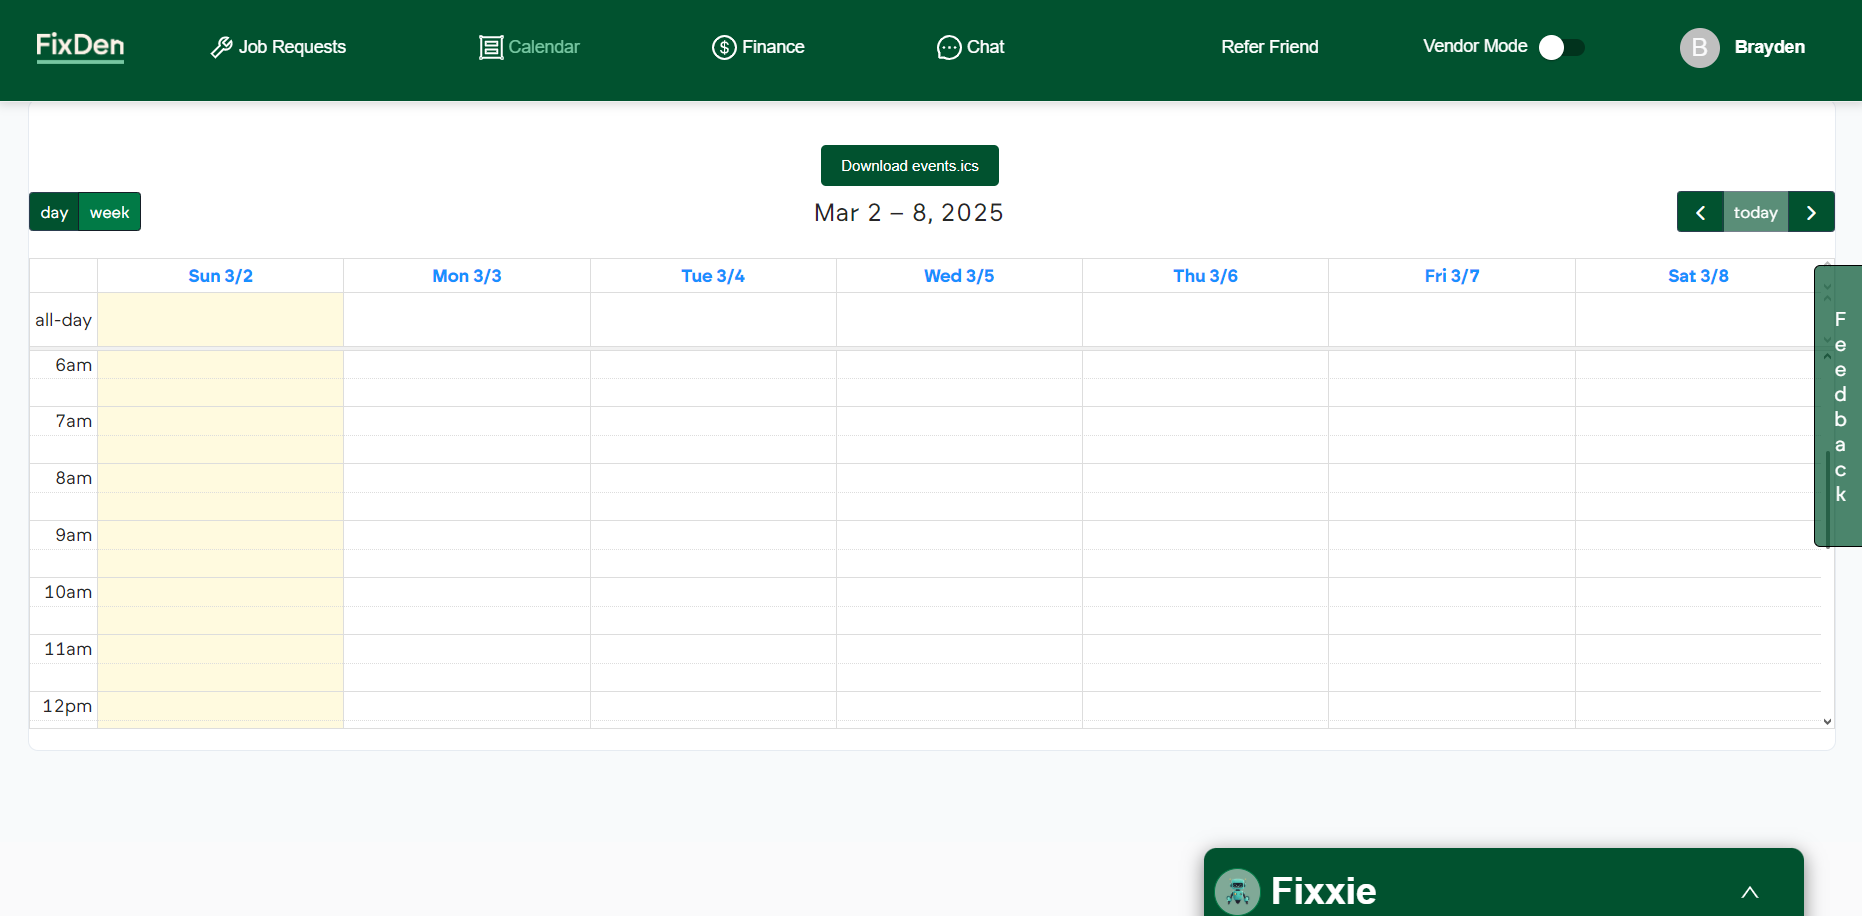 FixDen
Job Requests
Calendar
Finance
Chat
Refer Friend
Vendor Mode
B
Brayden
Download events.ics
day
week
Mar 2 – 8, 2025
today
Sun 3/2
Mon 3/3
Tue 3/4
Wed 3/5
Thu 3/6
Fri 3/7
Sat 3/8
all-day
6am
7am
8am
9am
10am
11am
12pm
Feedback
Fixxie